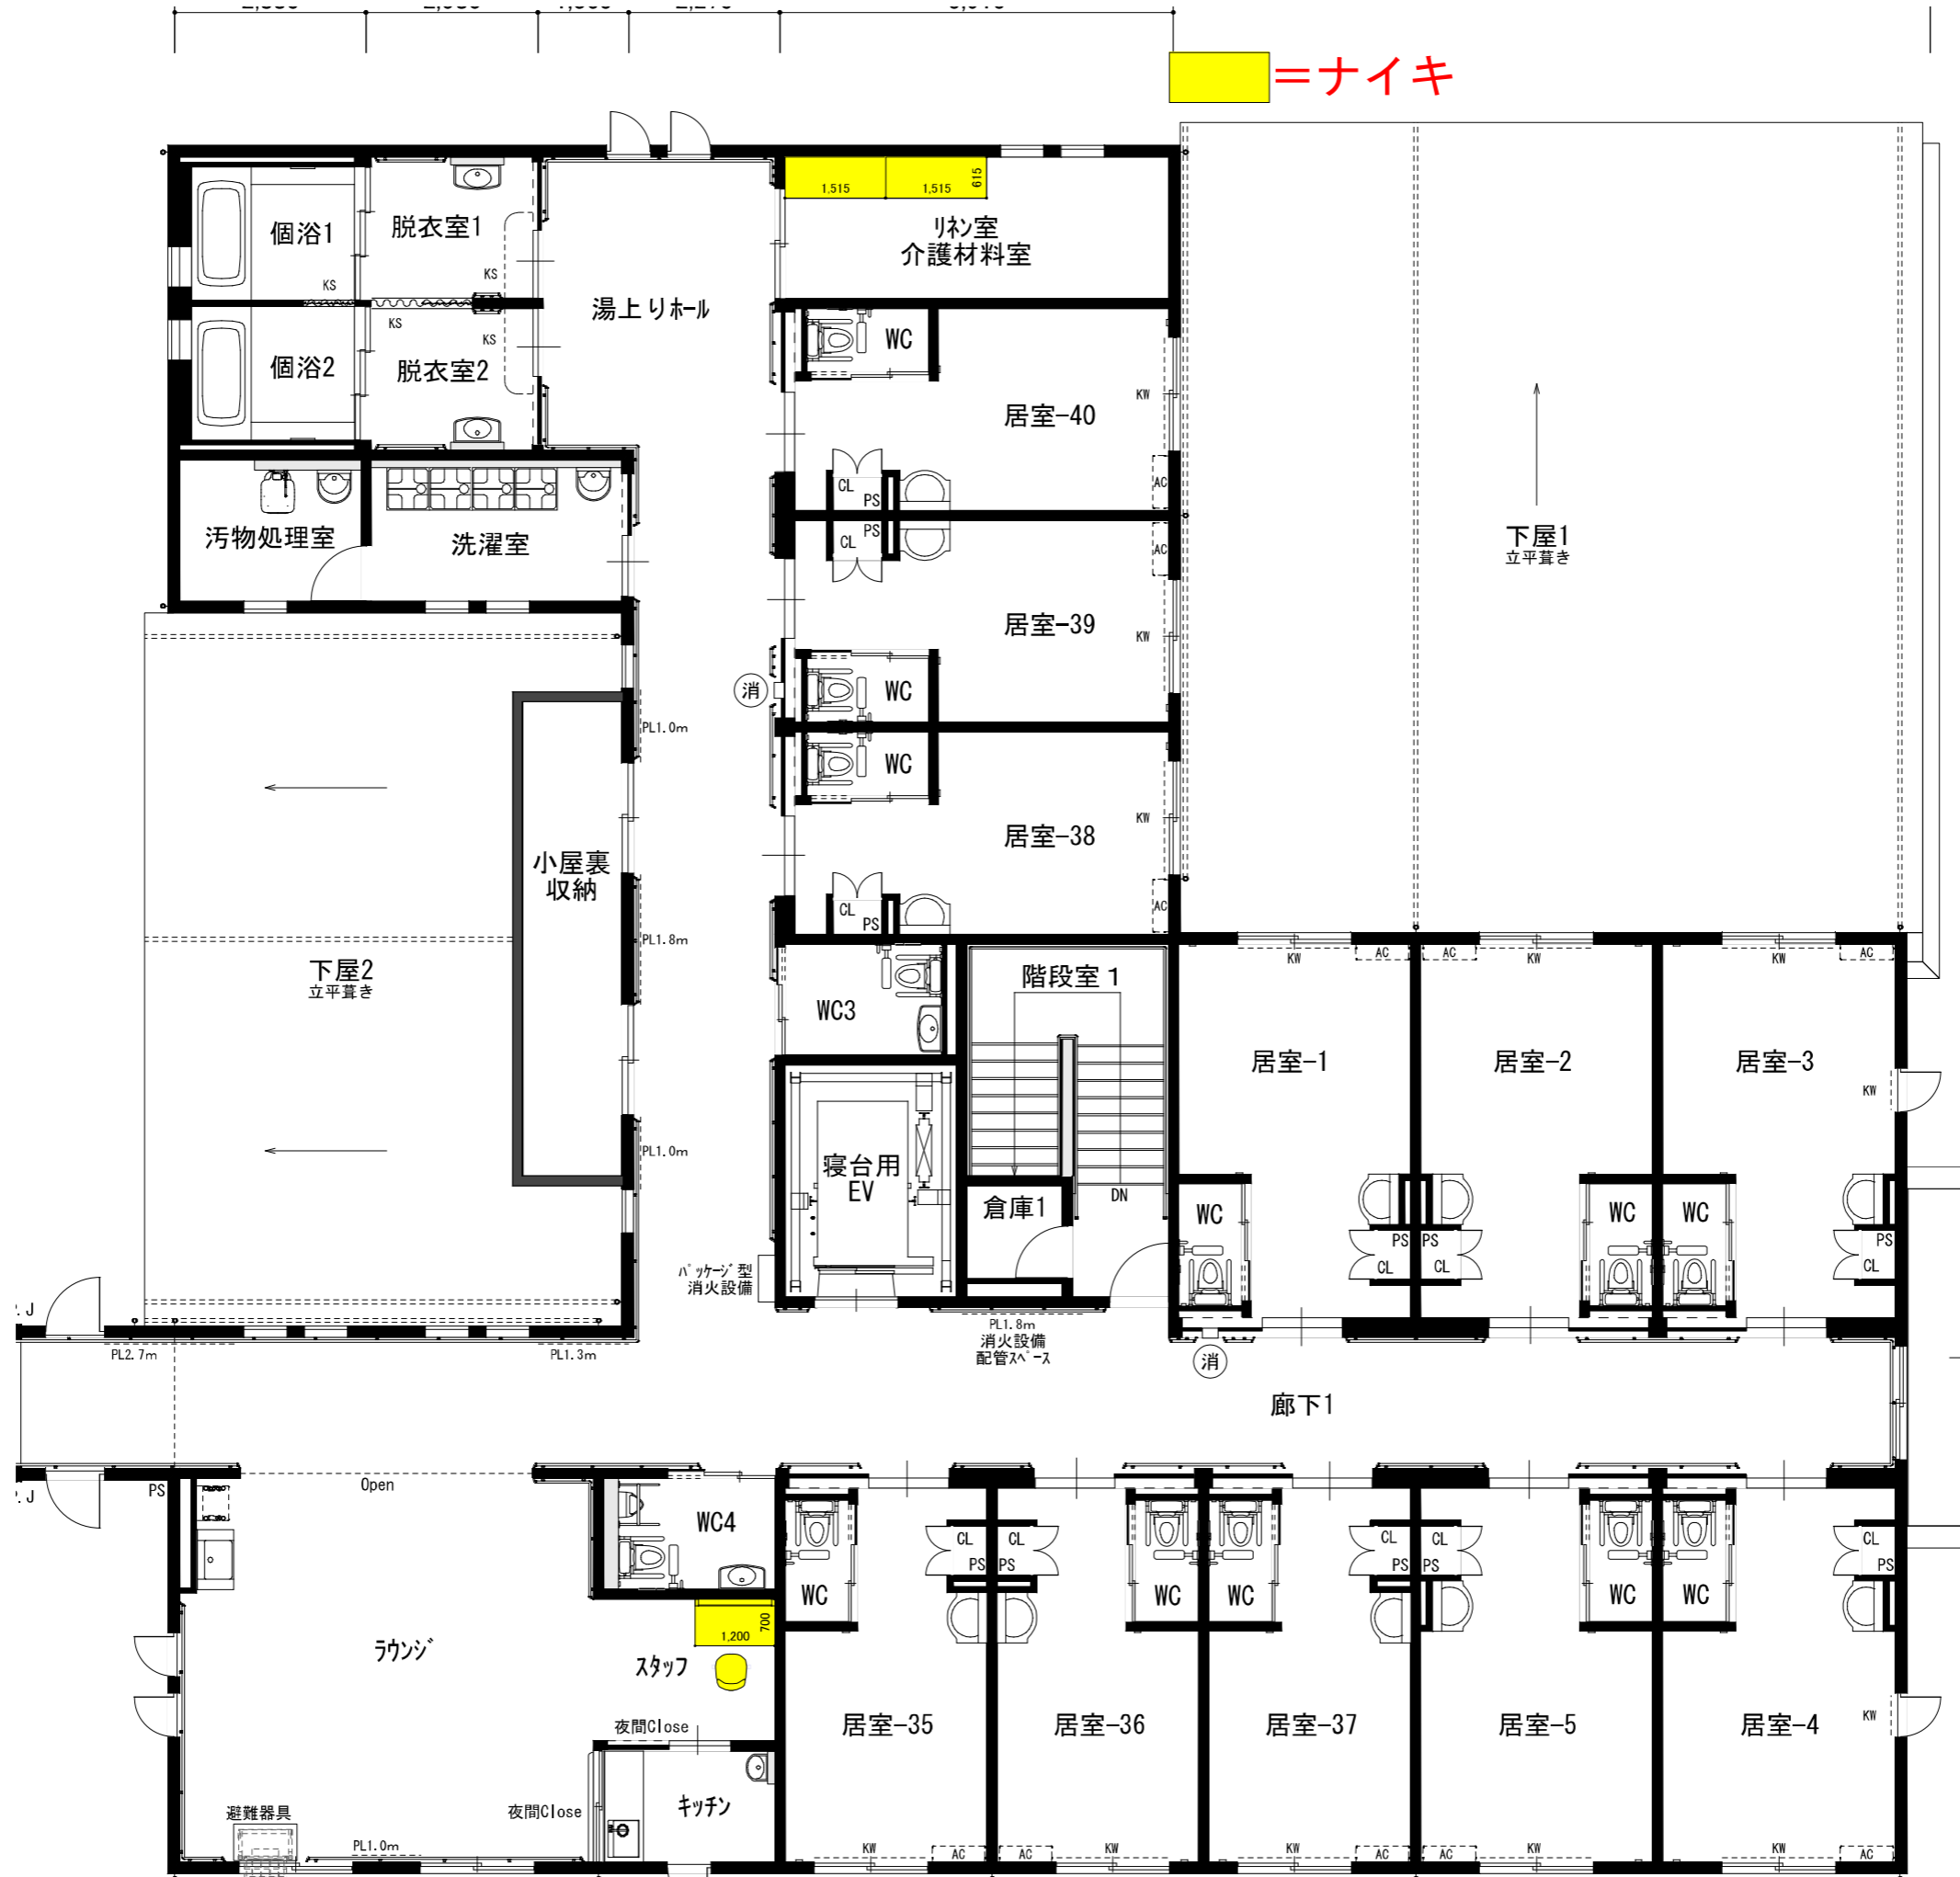 ＝ナイキ
1,515
1,515
615
個浴1
脱衣室1
KS
KS
リネン室
介護材料室
湯上りホール
個浴2
KS
KS
脱衣室2
WC
居室-40
KW
CL
PS
AC
汚物処理室
洗濯室
CL
PS
AC
居室-39
KW
下屋1
立平葺き
消
WC
PL1.0m
WC
居室-38
KW
小屋裏
収納
CL
PS
AC
PL1.8m
下屋2
立平葺き
WC3
階段室1
KW
AC
AC
KW
KW
AC
居室-1
居室-2
居室-3
KW
PL1.0m
寝台用
EV
倉庫1
DN
WC
PS
CL
PS
CL
WC
WC
PS
CL
パッケージ型
消火設備
PL1.8m
消火設備
配管スペース
消
.J
PL2.7m
PL1.3m
廊下1
.J
PS
Open
WC4
WC
CL
PS
CL
PS
WC
WC
CL
PS
CL
PS
WC
WC
CL
PS
1,200
700
ラウンジ
スタッフ
夜間Close
居室-35
居室-36
居室-37
居室-5
居室-4
KW
避難器具
夜間Close
キッチン
PL1.0m
KW
AC
AC
KW
KW
AC
AC
KW
KW
AC